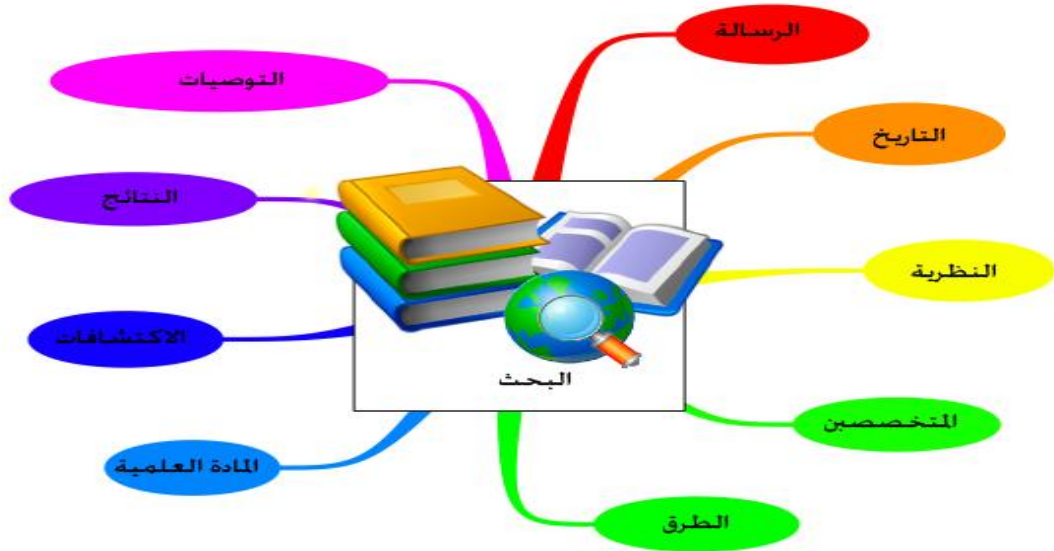 الرسالة
التوصيات
التاريخ
النتائج
النظرية
الاكتشافات
البحث
المتخصصين
المادة العلمية
الطرق